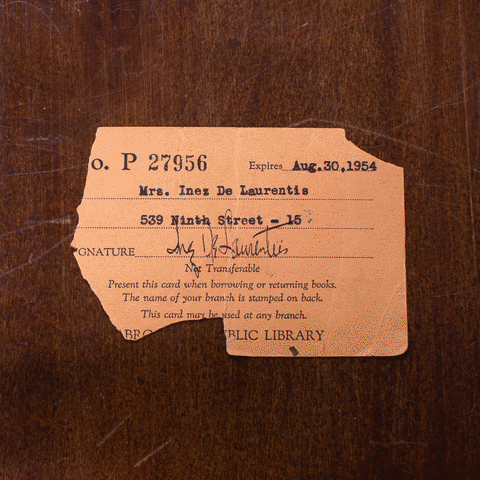 o. P 27956 Expires Aug.30,1954
Mrs. Inez De Laurentis
539 Ninth Street - 15
GNATURE Inez De Laurentis
Not Transferable
Present this card when borrowing or returning books.
The name of your branch is stamped on back.
This card may be used at any branch.
BRO BLIC LIBRARY